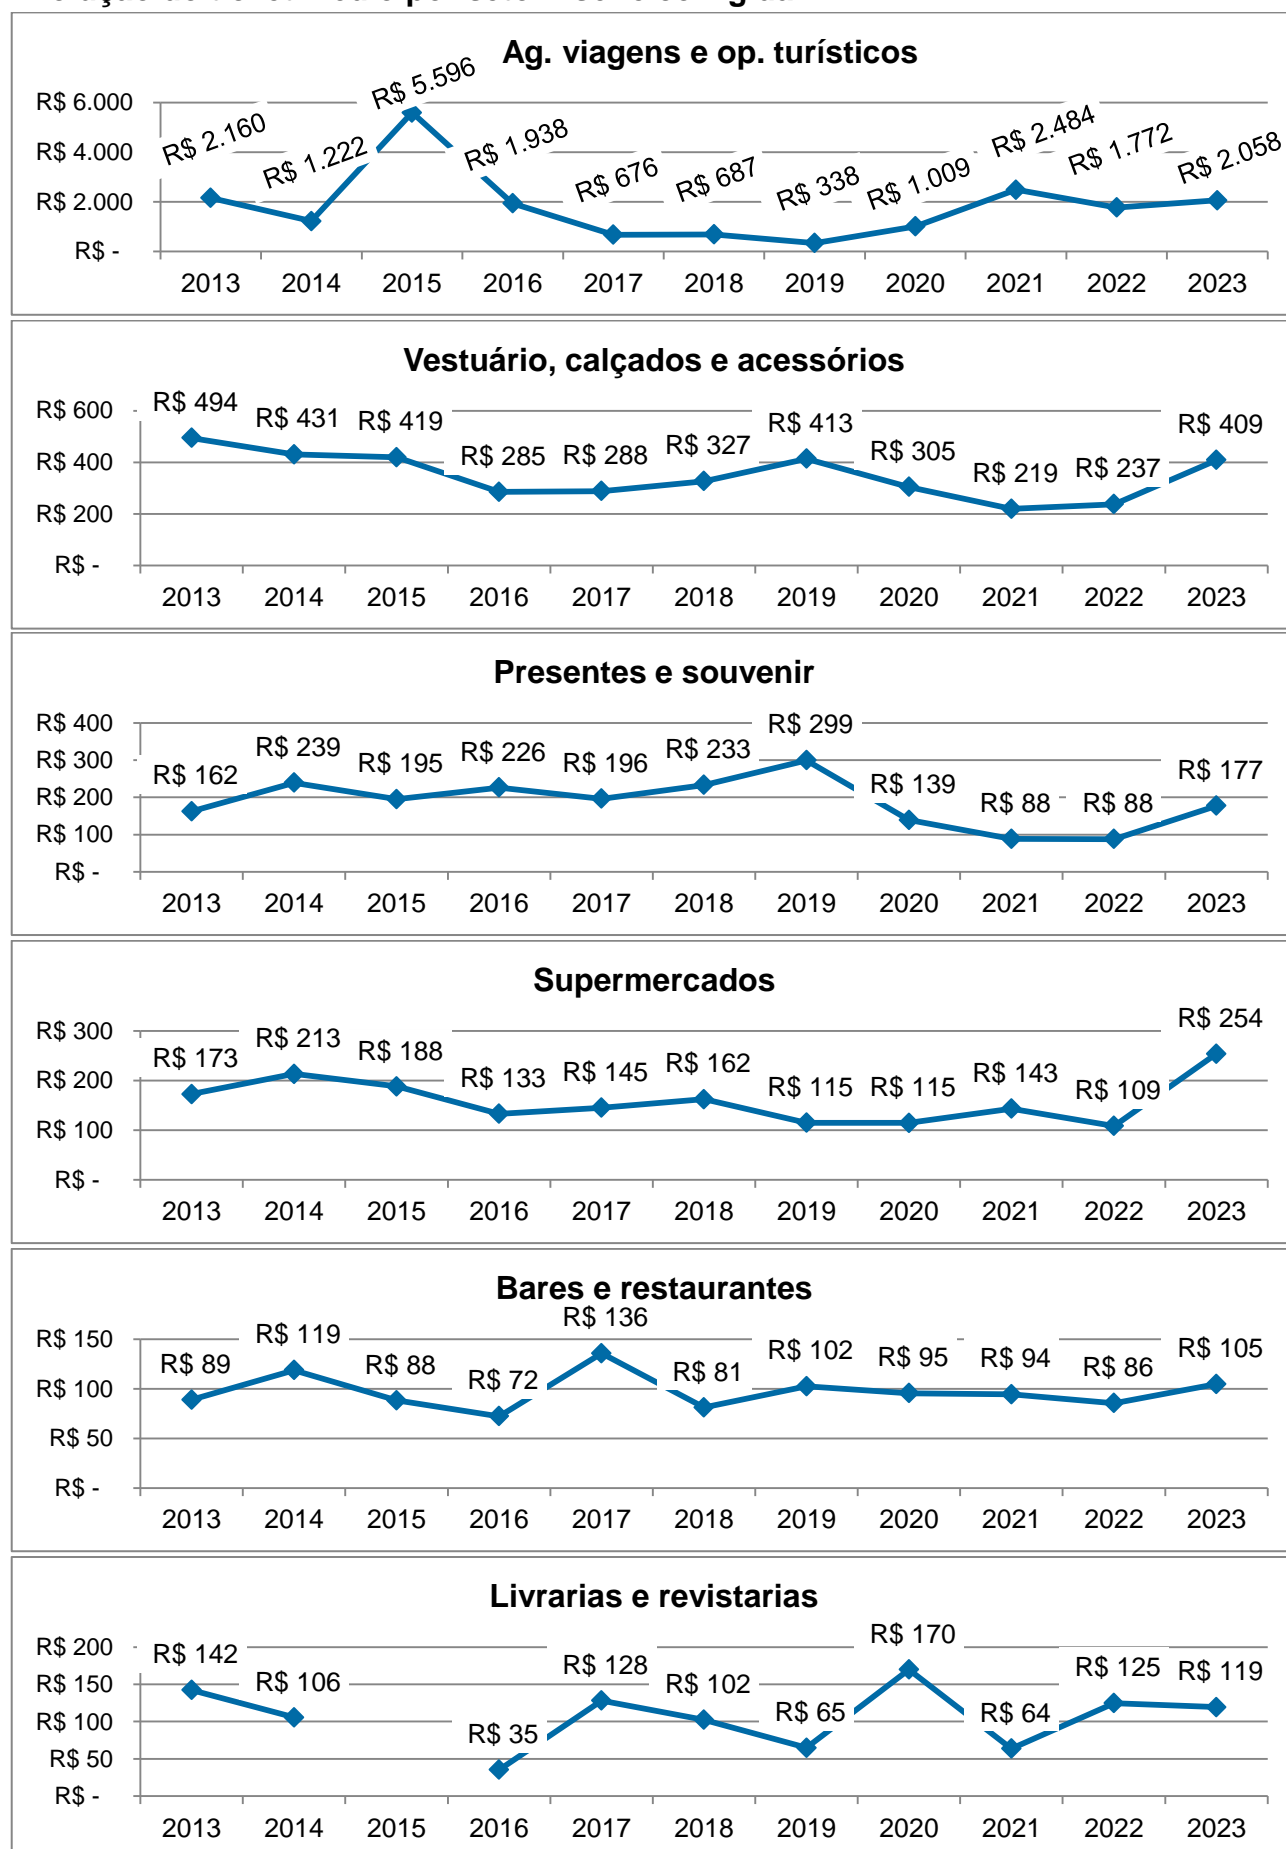 Ag. viagens e op. turísticos
R$ 6.000
R$ 4.000
R$ 2.000
R$ -
R$ 2.160 R$ 1.222 R$ 5.596 R$ 1.938 R$ 676 R$ 687 R$ 338 R$ 1.009 R$ 2.484 R$ 1.772 R$ 2.058
2013 2014 2015 2016 2017 2018 2019 2020 2021 2022 2023
Vestuário, calçados e acessórios
R$ 600
R$ 400
R$ 200
R$ -
R$ 494 R$ 431 R$ 419 R$ 285 R$ 288 R$ 327 R$ 413 R$ 305 R$ 219 R$ 237 R$ 409
2013 2014 2015 2016 2017 2018 2019 2020 2021 2022 2023
Presentes e souvenir
R$ 400
R$ 300
R$ 200
R$ 100
R$ -
R$ 162 R$ 239 R$ 195 R$ 226 R$ 196 R$ 233 R$ 299 R$ 139 R$ 88 R$ 88 R$ 177
2013 2014 2015 2016 2017 2018 2019 2020 2021 2022 2023
Supermercados
R$ 300
R$ 200
R$ 100
R$ -
R$ 173 R$ 213 R$ 188 R$ 133 R$ 145 R$ 162 R$ 115 R$ 115 R$ 143 R$ 109 R$ 254
2013 2014 2015 2016 2017 2018 2019 2020 2021 2022 2023
Bares e restaurantes
R$ 150
R$ 100
R$ 50
R$ -
R$ 89 R$ 119 R$ 88 R$ 72 R$ 136 R$ 81 R$ 102 R$ 95 R$ 94 R$ 86 R$ 105
2013 2014 2015 2016 2017 2018 2019 2020 2021 2022 2023
Livrarias e revistarias
R$ 200
R$ 150
R$ 100
R$ 50
R$ -
R$ 142 R$ 106 R$ 35 R$ 128 R$ 102 R$ 65 R$ 170 R$ 64 R$ 125 R$ 119
2013 2014 2015 2016 2017 2018 2019 2020 2021 2022 2023